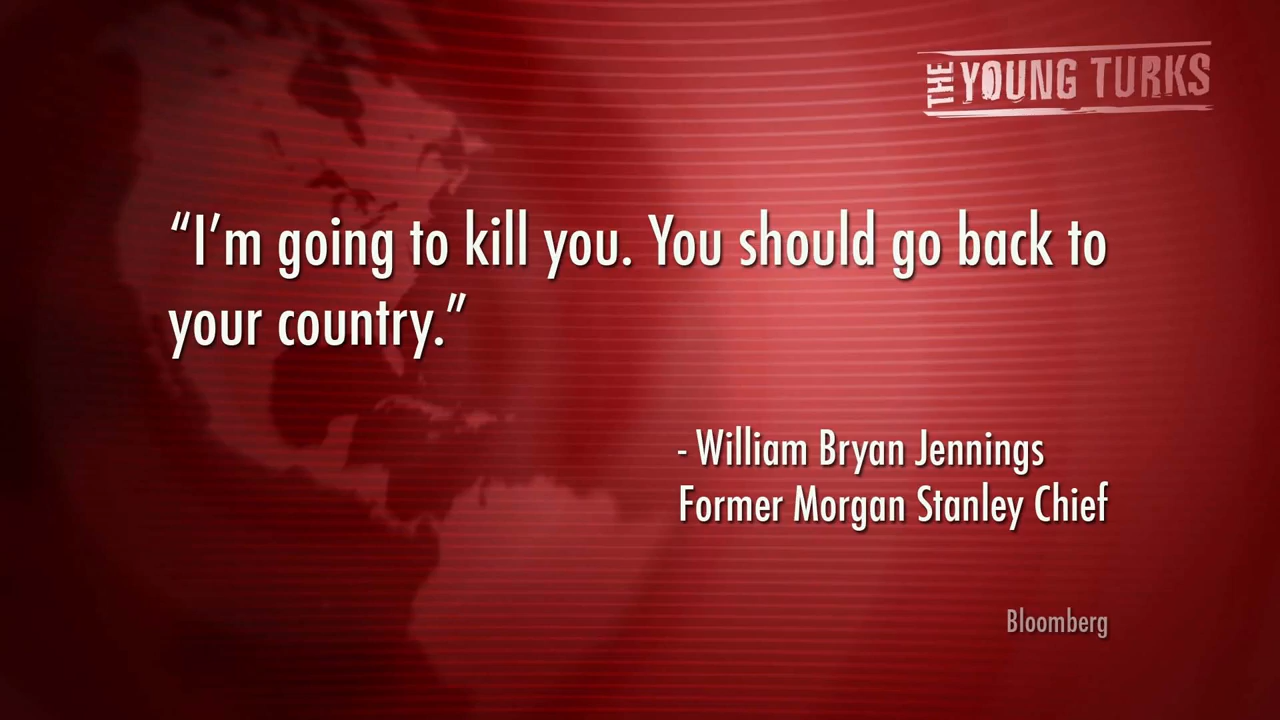 THE YOUNG TURKS
“I’m going to kill you. You should go back to
your country.”
- William Bryan Jennings
Former Morgan Stanley Chief
Bloomberg